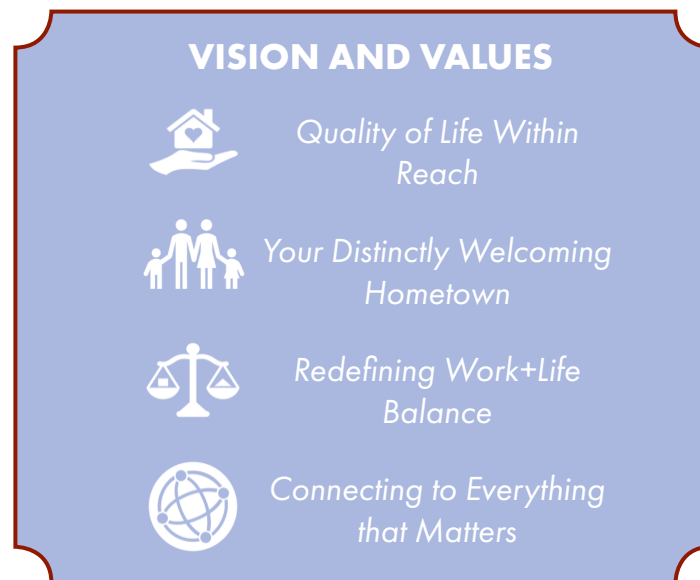 VISION AND VALUES
Quality of Life Within
Reach
Your Distinctly Welcoming
Hometown
Redefining Work+Life
Balance
Connecting to Everything
that Matters